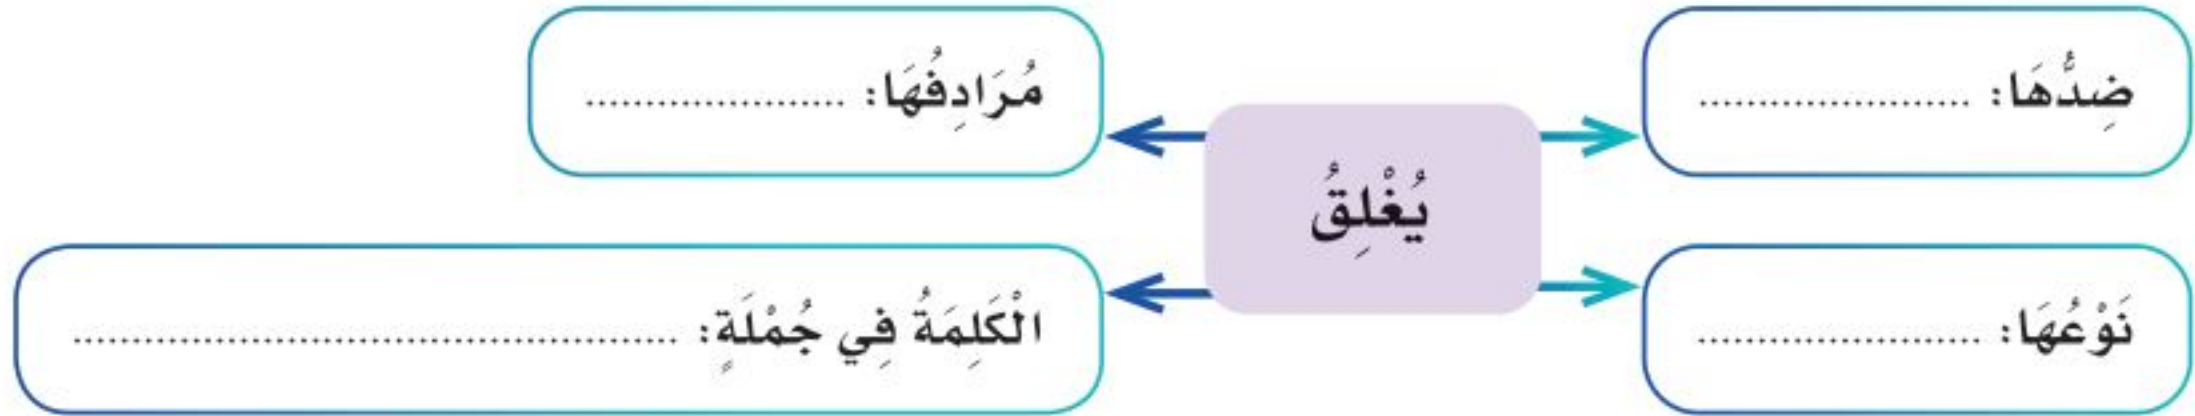 ضِدُّهَا: ......................
مُرَادِفُهَا: ......................
يُغْلِقُ
نَوْعُهَا: ........................
الْكَلِمَةُ فِي جُمْلَةٍ: ..................................................